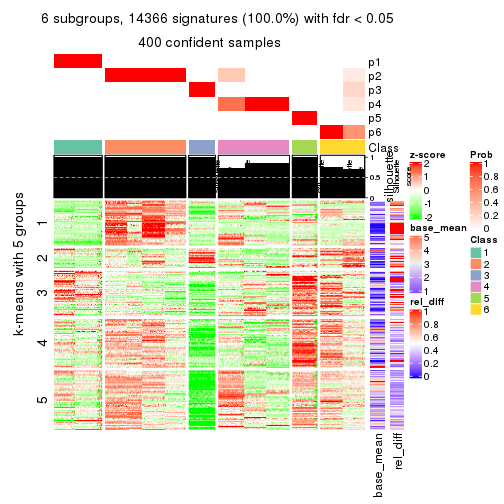 6 subgroups, 14366 signatures (100.0%) with fdr < 0.05
400 confident samples
p1
p2
p3
p4
p5
p6
Class
1
0.5
0
silhouette
Silhouette
score
k-means with 5 groups
1
2
3
4
5
base_mean
rel_diff
z-score
2
1
0
-1
-2
base_mean
5
4
3
2
1
rel_diff
1
0.8
0.6
0.4
0.2
0
Prob
1
0.8
0.6
0.4
0.2
0
Class
1
2
3
4
5
6